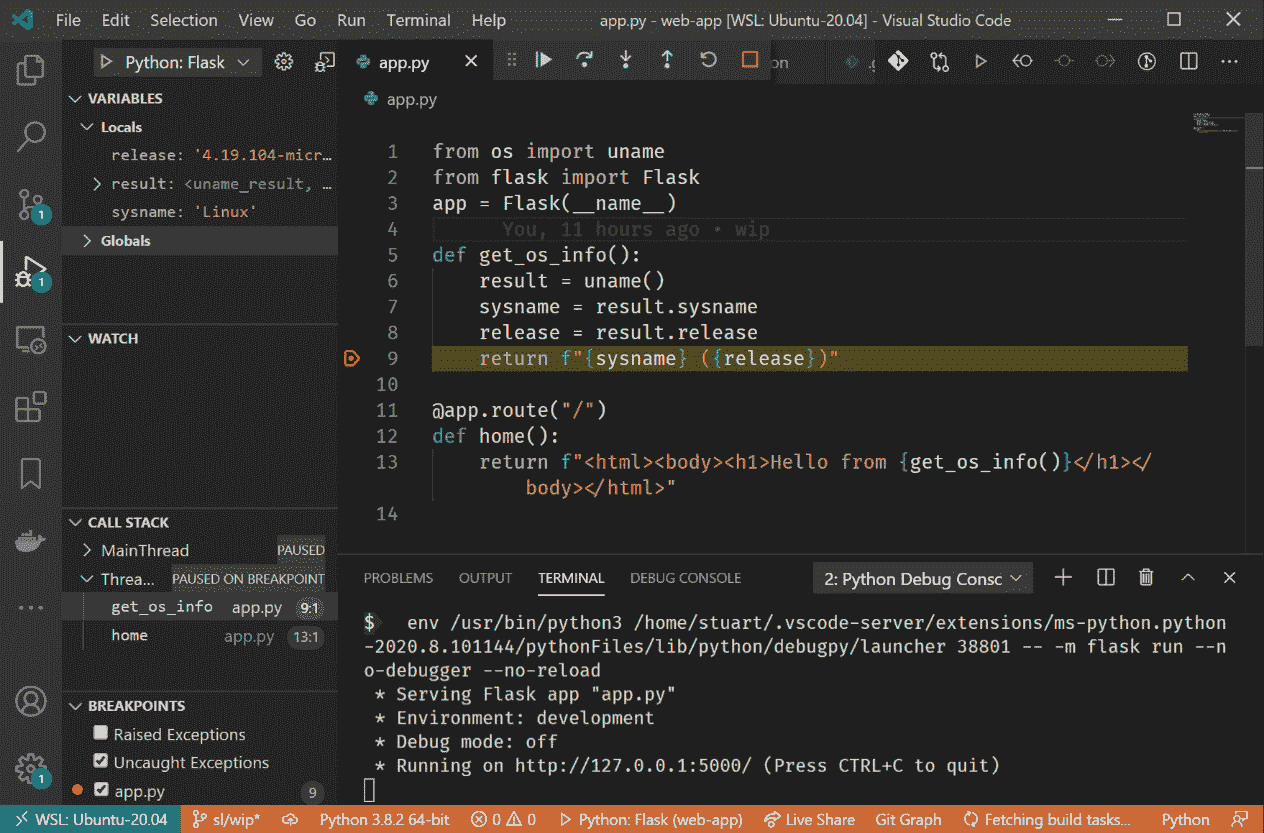 File Edit Selection View Go Run Terminal Help app.py - web-app [WSL: Ubuntu-20.04] - Visual Studio Code
Python: Flask
app.py
app.py
VARIABLES
Locals
release: '4.19.104-micr…
result: <uname_result, …
sysname: 'Linux'
Globals
WATCH
CALL STACK
MainThread PAUSED
Threa... PAUSED ON BREAKPOINT
get_os_info app.py 9:1
home app.py 13:1
BREAKPOINTS
Raised Exceptions
Uncaught Exceptions
app.py 9
1
1
1
1 from os import uname
2 from flask import Flask
3 app = Flask(__name__)
4 You, 11 hours ago • wip
5 def get_os_info():
6 result = uname()
7 sysname = result.sysname
8 release = result.release
9 return f"{sysname} ({release})"
10
11 @app.route("/")
12 def home():
13 return f"<html><body><h1>Hello from {get_os_info()}</h1></
body></html>"
14
PROBLEMS OUTPUT TERMINAL DEBUG CONSOLE 2: Python Debug Consc
$ env /usr/bin/python3 /home/stuart/.vscode-server/extensions/ms-python.python
-2020.8.101144/pythonFiles/lib/python/debugpy/launcher 38801 -- -m flask run --n
o-debugger --no-reload
* Serving Flask app "app.py"
* Environment: development
* Debug mode: off
* Running on http://127.0.0.1:5000/ (Press CTRL+C to quit)
WSL: Ubuntu-20.04 sl/wip* Python 3.8.2 64-bit 0 0 Python: Flask (web-app) Live Share Git Graph Fetching build tasks... Python